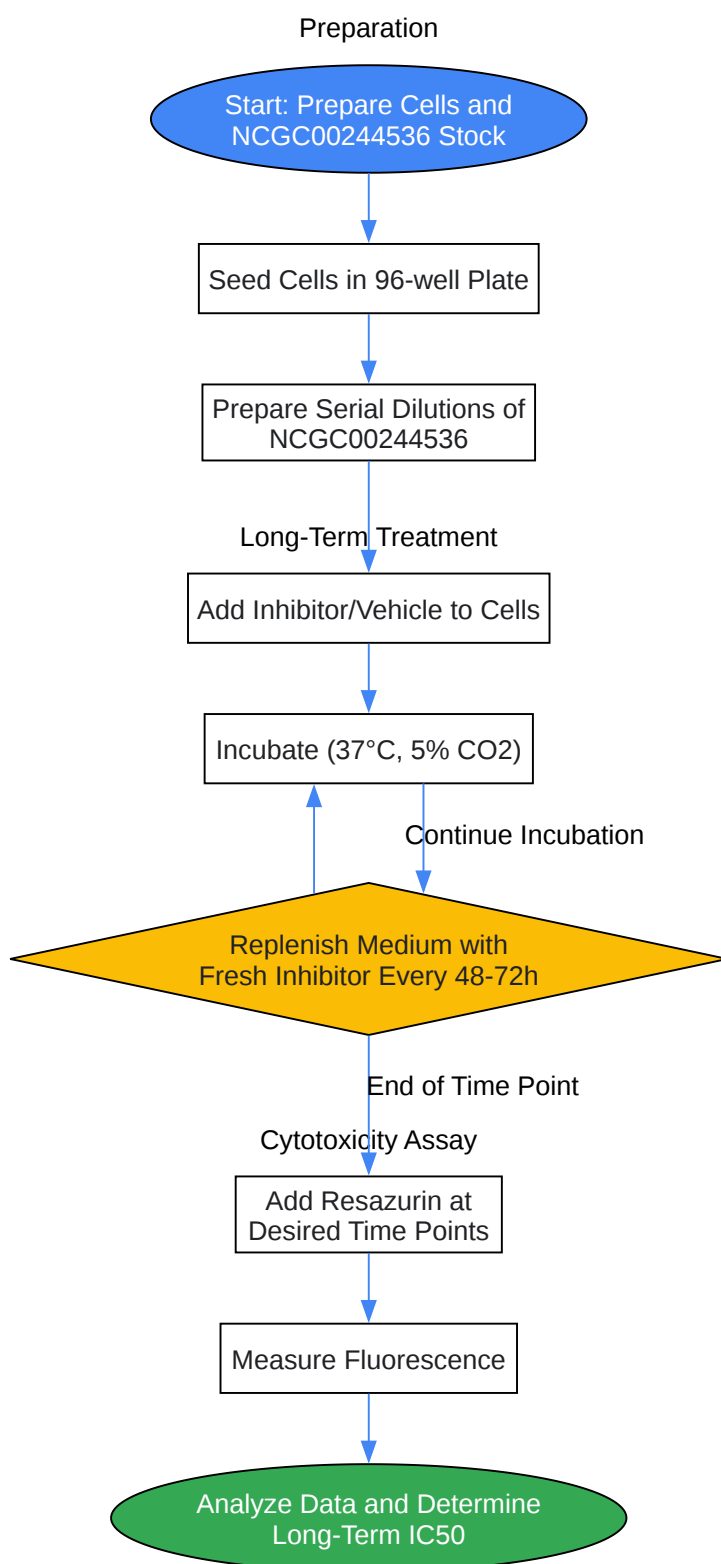 Preparation
Start: Prepare Cells and
NCGC00244536 Stock
Seed Cells in 96-well Plate
Prepare Serial Dilutions of
NCGC00244536
Long-Term Treatment
Add Inhibitor/Vehicle to Cells
Incubate (37°C, 5% CO2)
Continue Incubation
Replenish Medium with
Fresh Inhibitor Every 48-72h
End of Time Point
Cytotoxicity Assay
Add Resazurin at
Desired Time Points
Measure Fluorescence
Analyze Data and Determine
Long-Term IC50